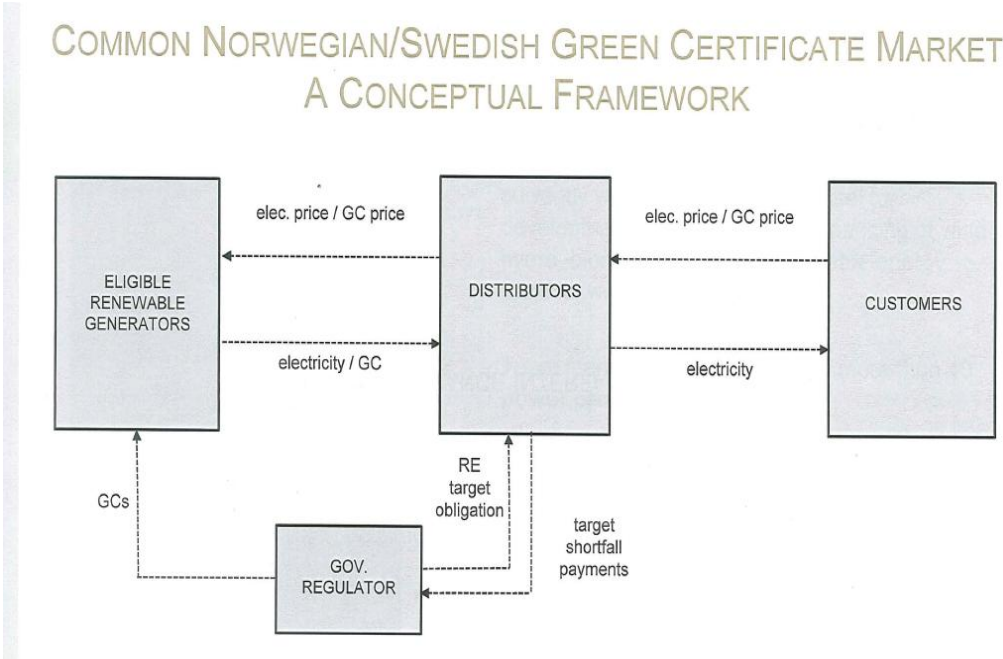 COMMON NORWEGIAN/SWEDISH GREEN CERTIFICATE MARKET
A CONCEPTUAL FRAMEWORK
elec. price / GC price
elec. price / GC price
ELIGIBLE
RENEWABLE
GENERATORS
DISTRIBUTORS
CUSTOMERS
electricity / GC
electricity
GCs
RE
target
obligation
target
shortfall
payments
GOV.
REGULATOR